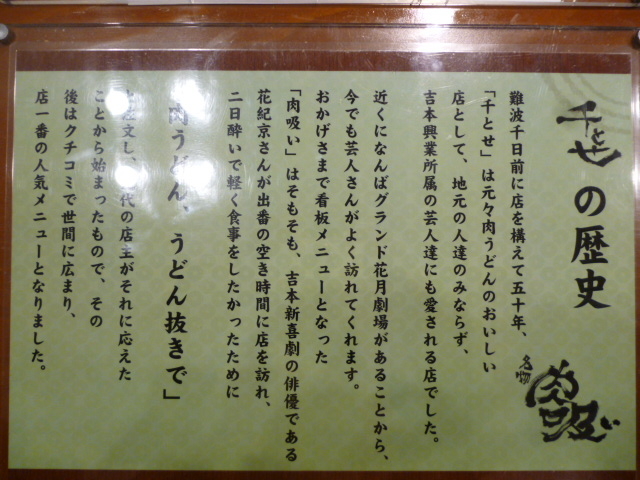 千とせの歴史
名物
肉吸い
難波千日前に店を構えて五十年、
「千とせ」は元々肉うどんのおいしい
店として、地元の人達のみならず、
吉本興業所属の芸人達にも愛される店でした。
近くになんばグランド花月劇場があることから、
今でも芸人さんがよく訪れてくれます。
おかげさまで看板メニューとなった
「肉吸い」はそもそも、吉本新喜劇の俳優である
花紀京さんが出番の空き時間に店を訪れ、
二日酔いで軽く食事をしたかったために
肉うどん、うどん抜きで」
注文し、代の店主がそれに応えた
ことから始まったもので、その
後はクチコミで世間に広まり、
店一番の人気メニューとなりました。